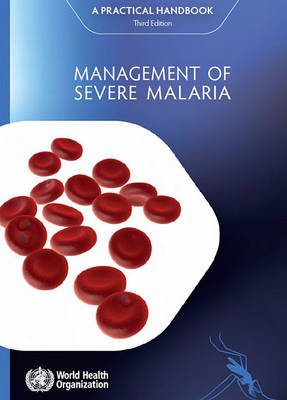 A PRACTICAL HANDBOOK
Third Edition
MANAGEMENT OF
SEVERE MALARIA
World Health
Organization